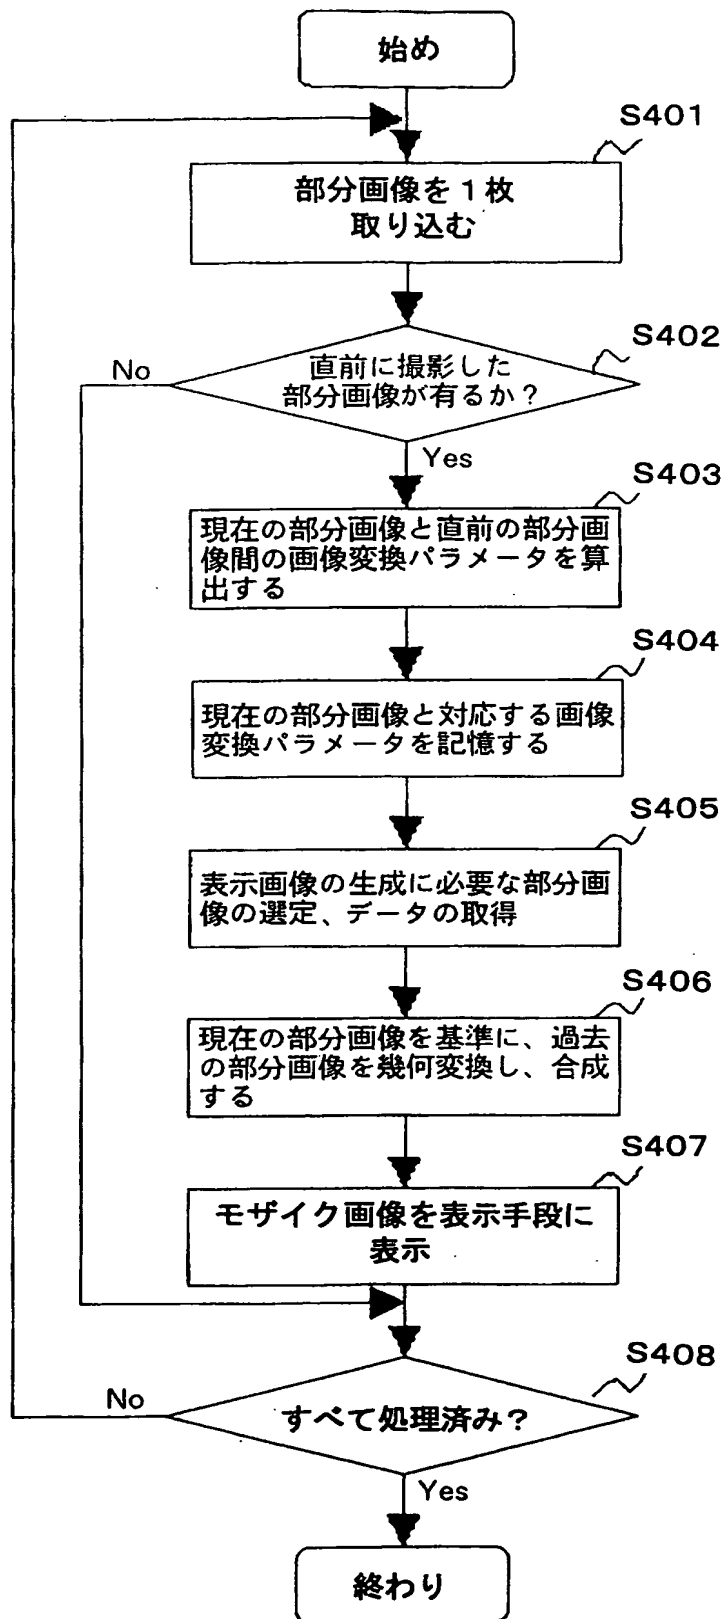 始め
S401
部分画像を1枚
取り込む
S402
No
直前に撮影した
部分画像が有るか?
Yes
S403
現在の部分画像と直前の部分画
像間の画像変換パラメータを算
出する
S404
現在の部分画像と対応する画像
変換パラメータを記憶する
S405
表示画像の生成に必要な部分画
像の選定、データの取得
S406
現在の部分画像を基準に、過去
の部分画像を幾何変換し、合成
する
S407
モザイク画像を表示手段に
表示
S408
No
すべて処理済み?
Yes
終わり